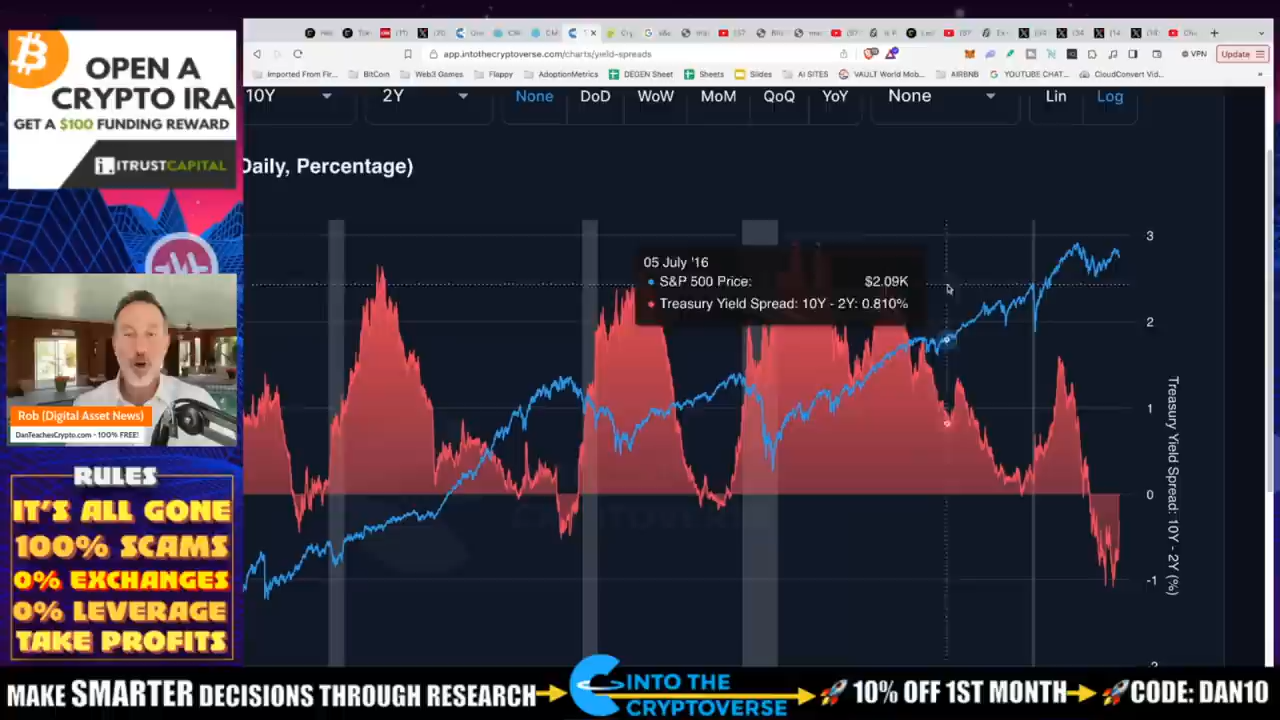 OPEN A
CRYPTO IRA
GET A $100 FUNDING REWARD
ITRUSTCAPITAL
Rob (Digital Asset News)
DanTeachesCrypto.com - 100% FREE!
RULES
IT'S ALL GONE
100% SCAMS
0% EXCHANGES
0% LEVERAGE
TAKE PROFITS
app.intothecryptoverse.com/charts/yield-spreads
VPN
Update
Imported From Fir...
BitCoin
Web3 Games
Flappy
AdoptionMetrics
DEGEN Sheet
Sheets
Slides
AI SITES
VAULT World Mob...
AIRBNB
YOUTUBE CHAT...
CloudConvert Vid...
10Y
2Y
None
DoD
WoW
MoM
QoQ
YoY
None
Lin
Log
Daily, Percentage)
05 July '16
S&P 500 Price: $2.09K
Treasury Yield Spread: 10Y - 2Y: 0.810%
3
2
1
0
-1
Treasury Yield Spread: 10Y - 2Y (%)
MAKE SMARTER DECISIONS THROUGH RESEARCH
INTO THE
CRYPTOVERSE
10% OFF 1ST MONTH
CODE: DAN10